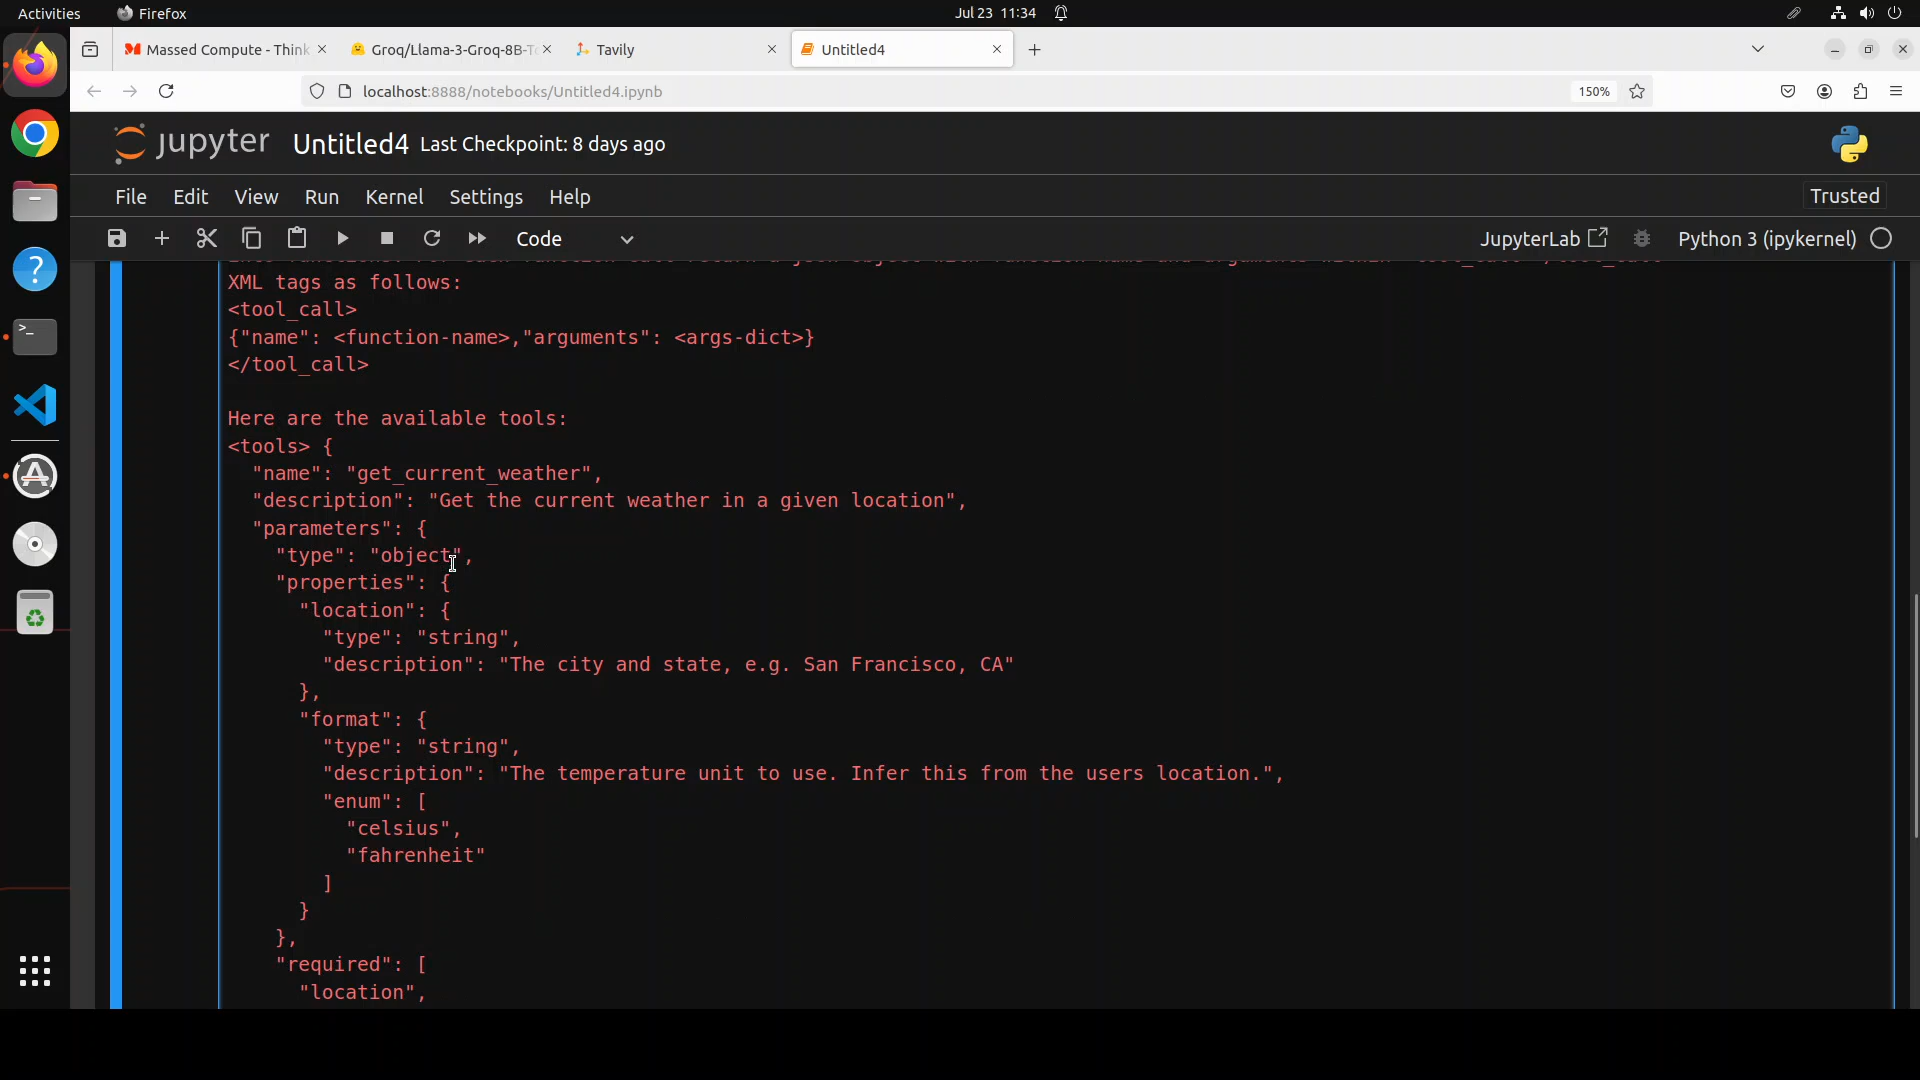 Activities
Firefox
Jul 23 11:34
Massed Compute - Think
Groq/Llama-3-Groq-8B-To
Tavily
Untitled4
localhost:8888/notebooks/Untitled4.ipynb
150%
jupyter
Untitled4 Last Checkpoint: 8 days ago
File
Edit
View
Run
Kernel
Settings
Help
Trusted
Code
JupyterLab
Python 3 (ipykernel)
XML tags as follows:
<tool_call>
{"name": <function-name>,"arguments": <args-dict>}
</tool_call>
Here are the available tools:
<tools> {
"name": "get_current_weather",
"description": "Get the current weather in a given location",
"parameters": {
"type": "object",
"properties": {
"location": {
"type": "string",
"description": "The city and state, e.g. San Francisco, CA"
},
"format": {
"type": "string",
"description": "The temperature unit to use. Infer this from the users location.",
"enum": [
"celsius",
"fahrenheit"
]
}
},
"required": [
"location",